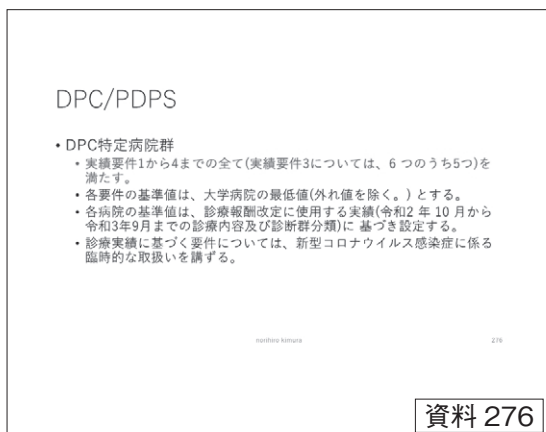 DPC/PDPS
• DPC特定病院群
• 実績要件1から4までの全て(実績要件3については、6 つのうち5つ)を
満たす。
• 各要件の基準値は、大学病院の最低値(外れ値を除く。) とする。
• 各病院の基準値は、診療報酬改定に使用する実績(令和2 年 10 月から
令和3年9月までの診療内容及び診断群分類)に 基づき設定する。
• 診療実績に基づく要件については、新型コロナウイルス感染症に係る
臨時的な取扱いを講ずる。
norihiro kimura
276
資料 276